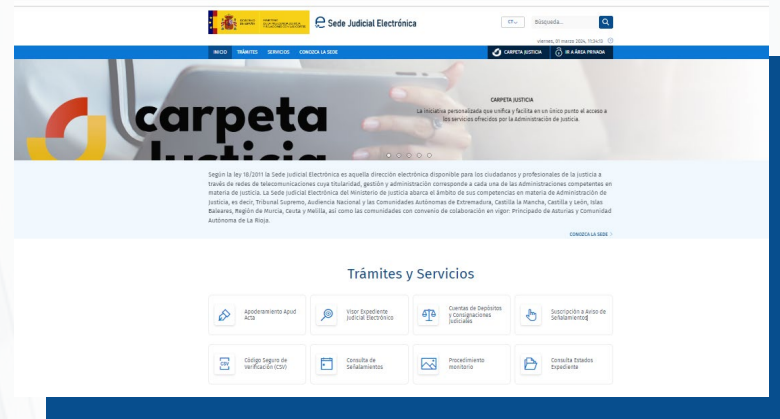 Sede Judicial Electrónica
Búsqueda...
viernes, 01 marzo 2024, 11:54:13
INICIO TRÁMITES SERVICIOS CONOZCA LA SEDE CARPETA JUSTICIA IR A ÁREA PRIVADA
carpeta
justicia
CARPETA JUSTICIA
La iniciativa personalizada que unifica y facilita en un único punto el acceso a
los servicios ofrecidos por la Administración de Justicia.
Según la ley 18/2011 la Sede Judicial Electrónica es aquella dirección electrónica disponible para los ciudadanos y profesionales de la justicia a
través de redes de telecomunicaciones cuya titularidad, gestión y administración corresponde a cada una de las Administraciones competentes en
materia de justicia. La Sede Judicial Electrónica del Ministerio de Justicia abarca el ámbito de sus competencias en materia de Administración de
Justicia, es decir, Tribunal Supremo, Audiencia Nacional y las Comunidades Autónomas de Extremadura, Castilla la Mancha, Castilla y León, Islas
Baleares, Región de Murcia, Ceuta y Melilla, así como las comunidades con convenio de colaboración en vigor: Principado de Asturias y Comunidad
Autónoma de La Rioja.
CONOZCA LA SEDE >
Trámites y Servicios
Apoderamiento Apud
Acta
Visor Expediente
Judicial Electrónico
Cuentas de Depósitos
y Consignaciones
Judiciales
Suscripción a Aviso de
Señalamientos
CSV
Código Seguro de
Verificación (CSV)
Consulta de
Señalamientos
Procedimiento
monitorio
Consulta Estados
Expediente